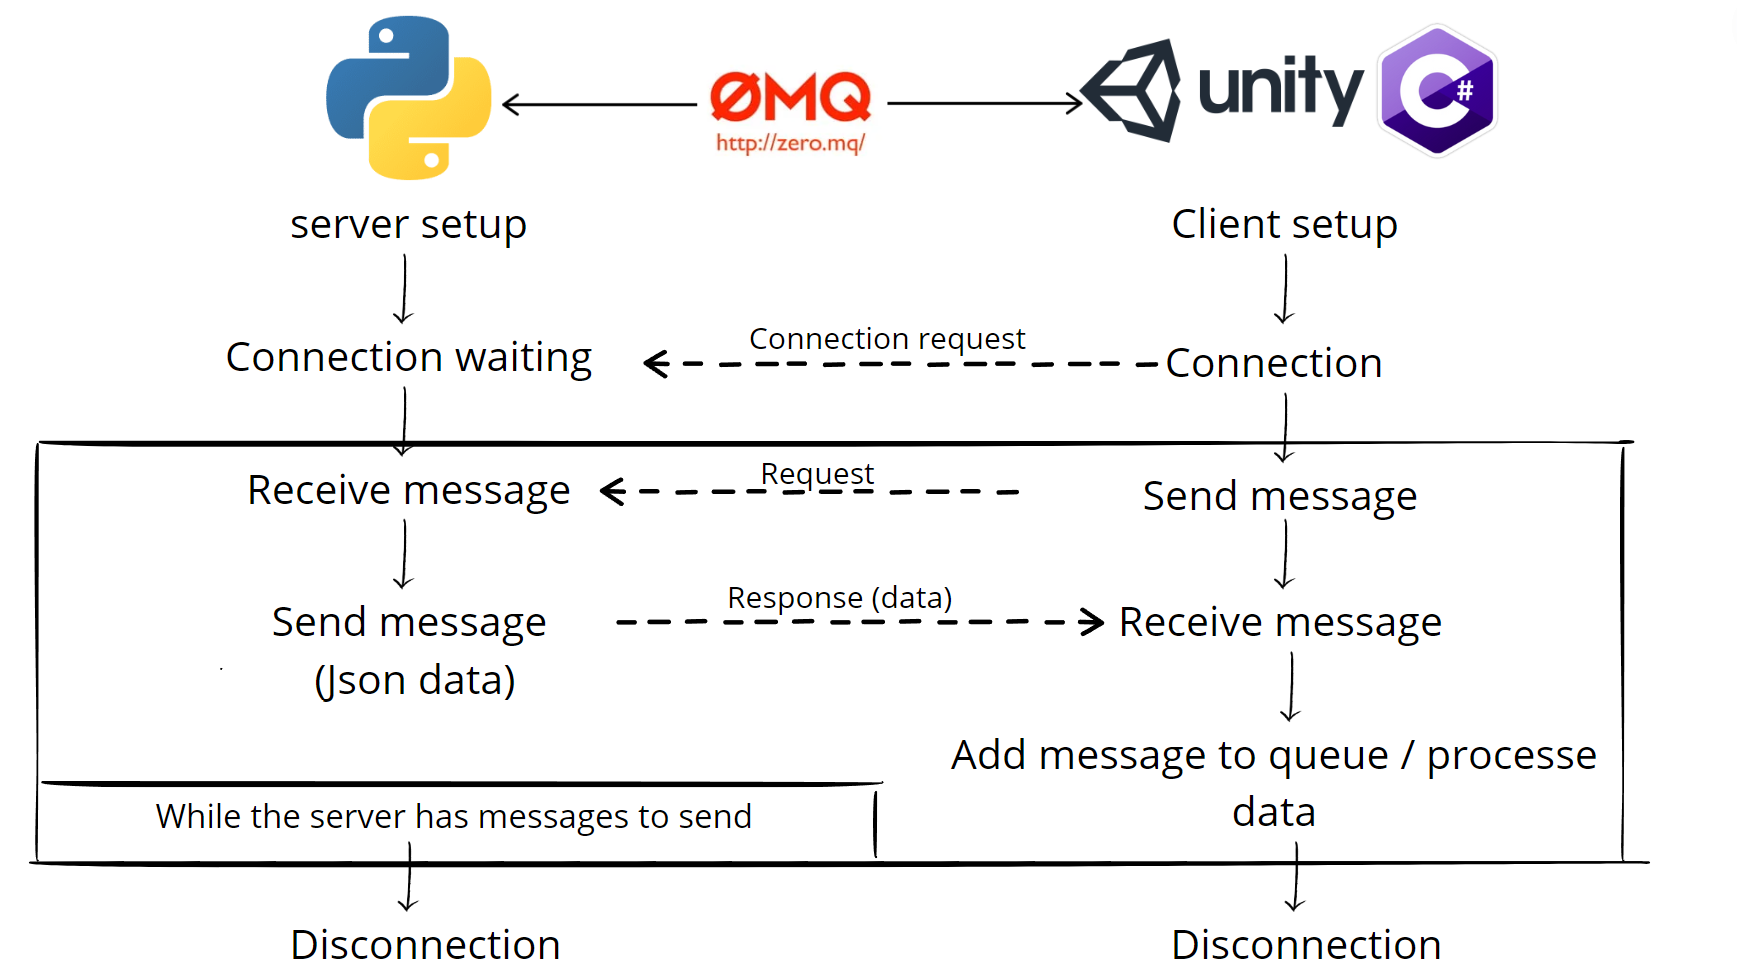 ØMQ
http://zero.mq/
unity
C#
server setup
Client setup
Connection waiting
Connection request
Connection
Receive message
Request
Send message
Send message
(Json data)
Response (data)
Receive message
Add message to queue / processe
data
While the server has messages to send
Disconnection
Disconnection